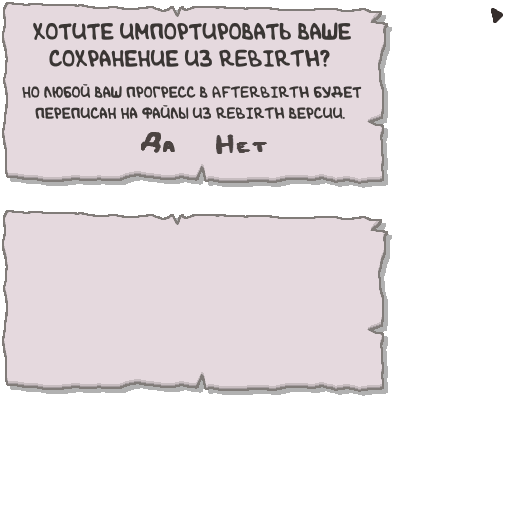 ХОТИТЕ ИМПОРТИРОВАТЬ ВАШЕ
СОХРАНЕНИЕ ИЗ REBIRTH?
НО ЛЮБОЙ ВАШ ПРОГРЕСС В AFTERBIRTH БУДЕТ
ПЕРЕПИСАН НА ФАЙЛЫ ИЗ REBIRTH ВЕРСИИ.
Да Нет